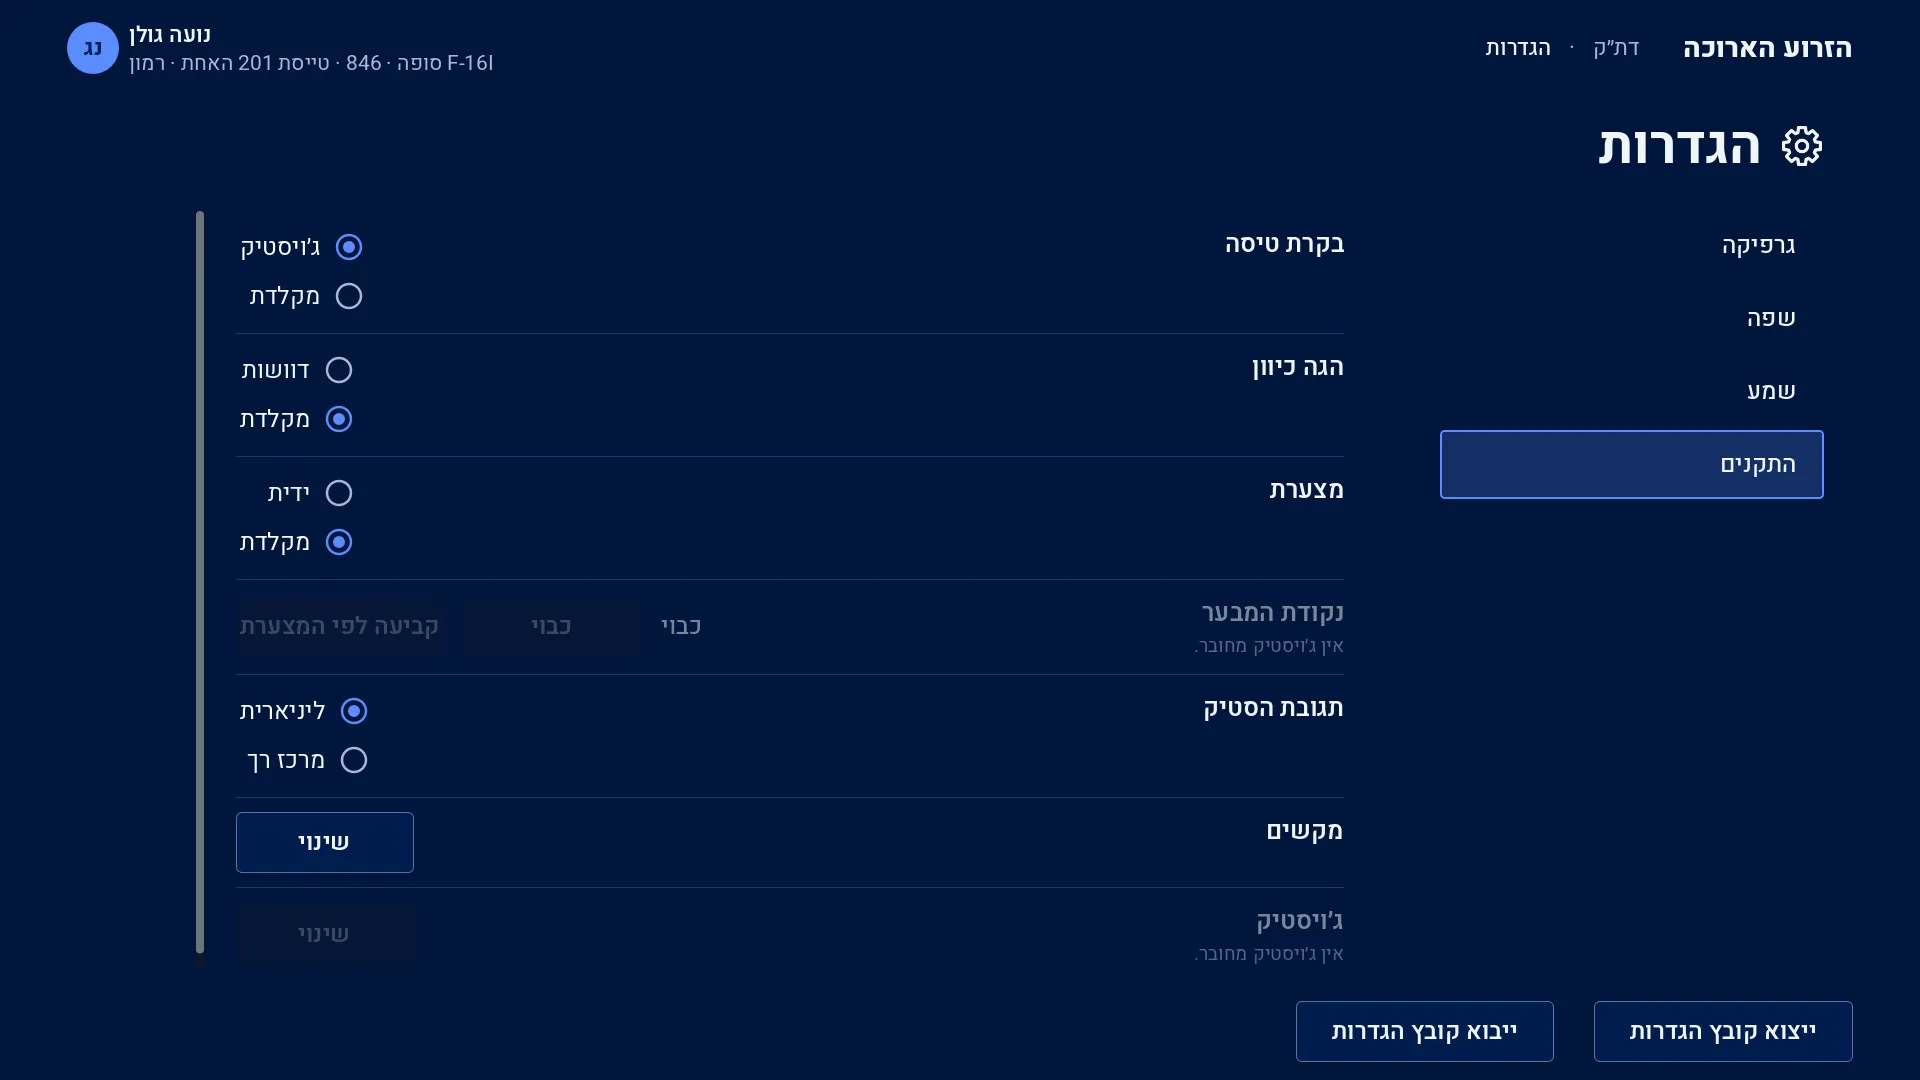 הזרוע הארוכה
דת״ק · הגדרות
נועה גולן
F-16I סופה · 846 · טייסת 201 האחת · רמון
נג
הגדרות
גרפיקה
שפה
שמע
התקנים
בקרת טיסה
ג׳ויסטיק
מקלדת
הגה כיוון
דוושות
מקלדת
מצערת
ידית
מקלדת
נקודת המבער
אין ג׳ויסטיק מחובר.
כבוי
כבוי
קביעה לפי המצערת
תגובת הסטיק
ליניארית
מרכז רך
מקשים
שינוי
ג׳ויסטיק
אין ג׳ויסטיק מחובר.
שינוי
ייצוא קובץ הגדרות
ייבוא קובץ הגדרות